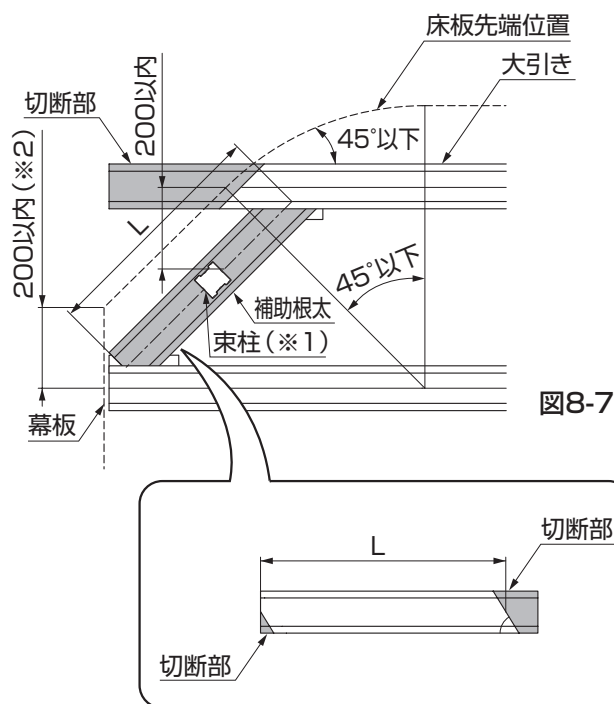 床板先端位置
大引き
切断部
200以内
45°以下
200以内（※2）
L
45°以下
補助根太
束柱（※1）
幕板
図8-7
L
切断部
切断部